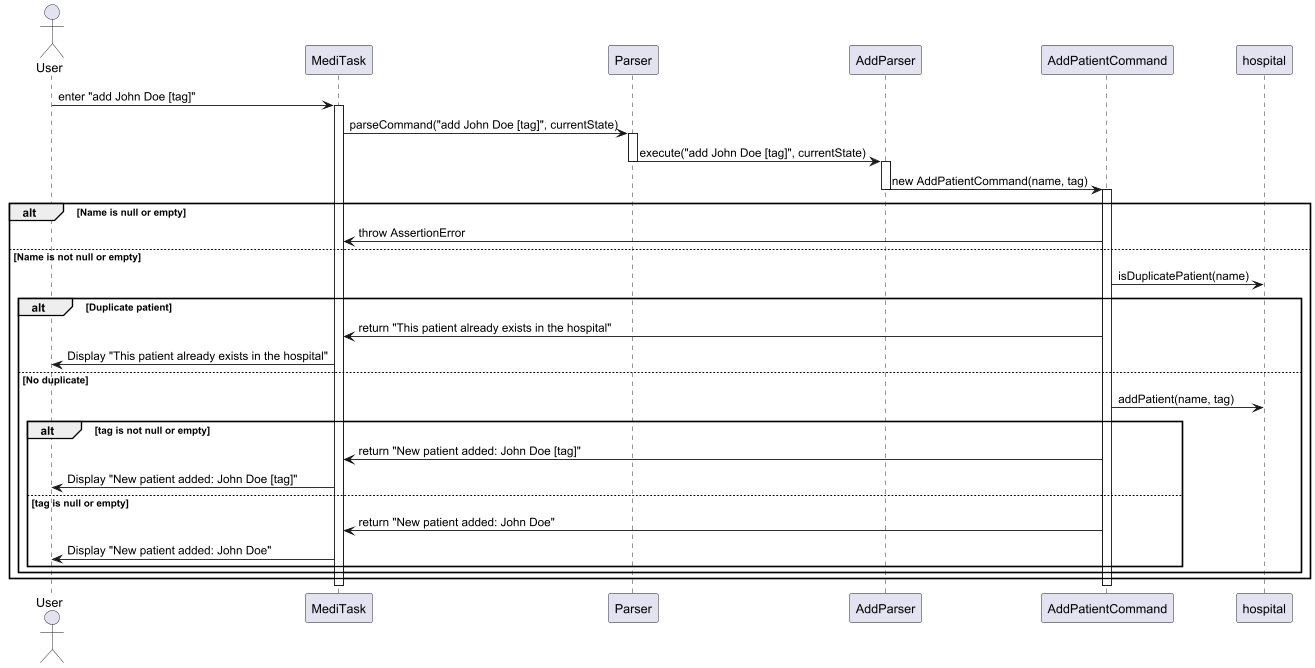 User
MediTask
Parser
AddParser
AddPatientCommand
hospital
enter "add John Doe [tag]"
parseCommand("add John Doe [tag]", currentState)
execute("add John Doe [tag]", currentState)
new AddPatientCommand(name, tag)
alt [Name is null or empty]
throw AssertionError
[Name is not null or empty]
isDuplicatePatient(name)
alt [Duplicate patient]
return "This patient already exists in the hospital"
Display "This patient already exists in the hospital"
[No duplicate]
addPatient(name, tag)
alt [tag is not null or empty]
return "New patient added: John Doe [tag]"
Display "New patient added: John Doe [tag]"
[tag is null or empty]
return "New patient added: John Doe"
Display "New patient added: John Doe"
User
MediTask
Parser
AddParser
AddPatientCommand
hospital